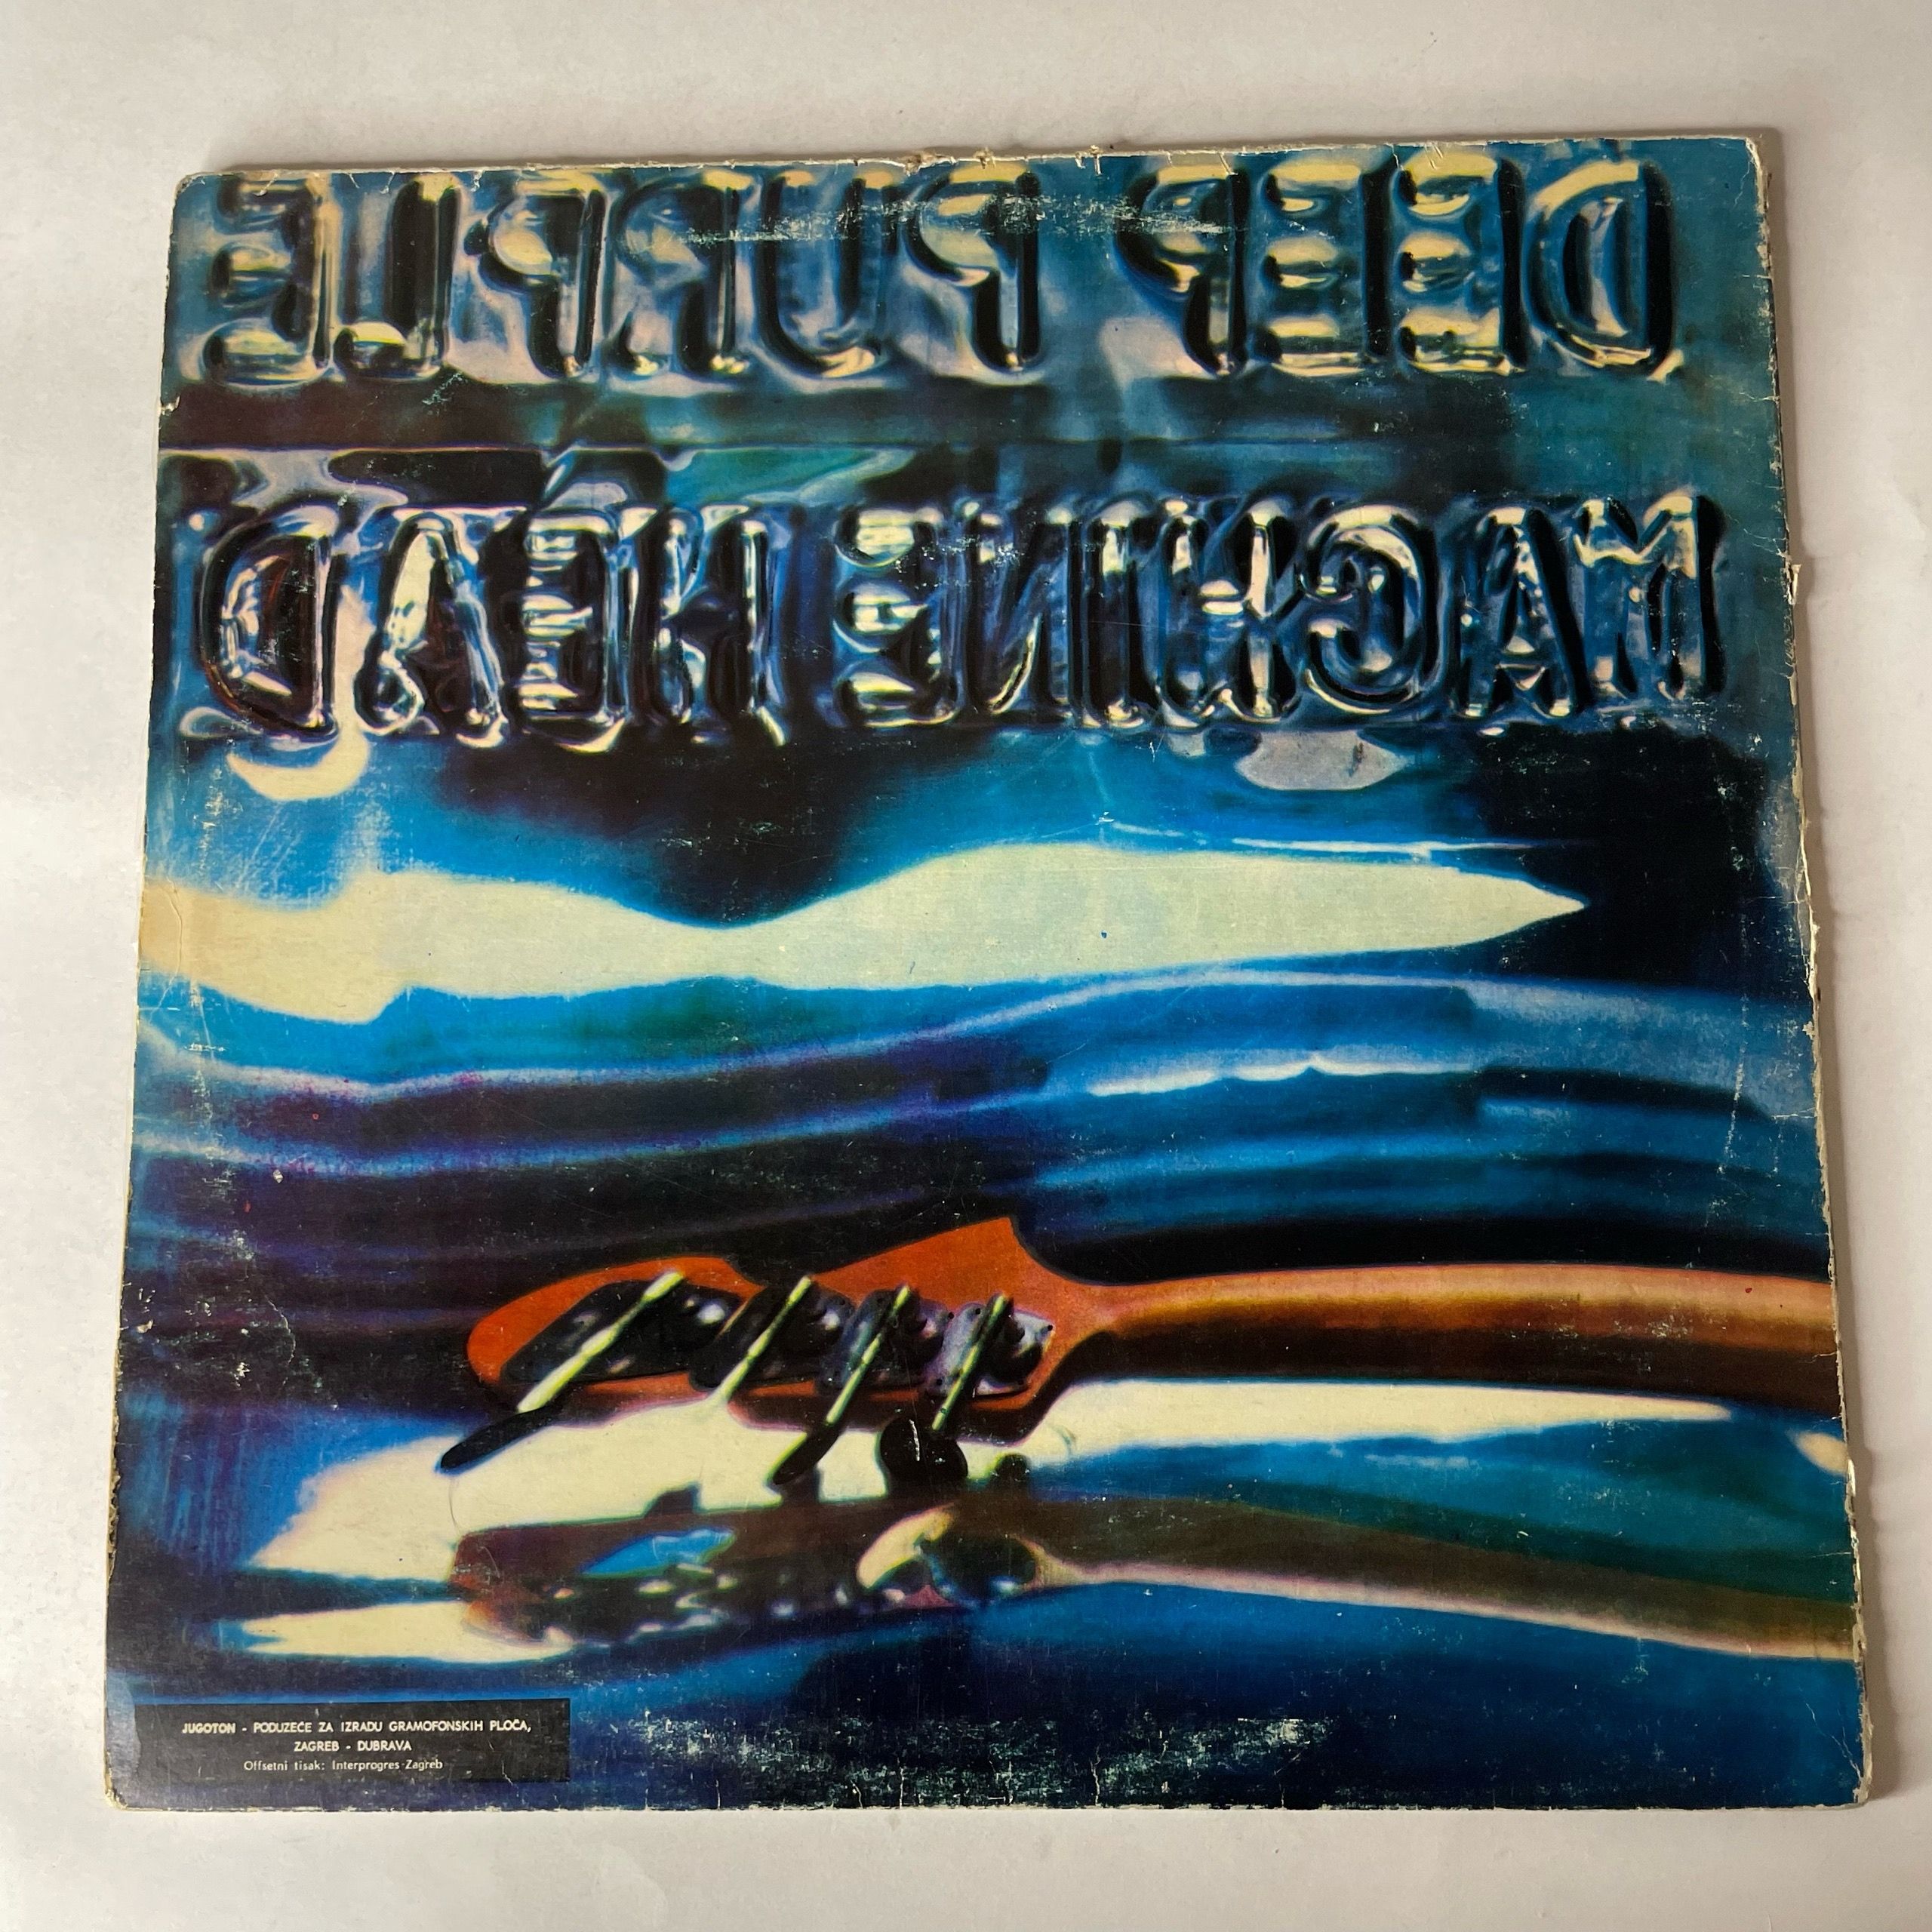 DEEP PURPLE
MACHINE HEAD
JUGOTON - PODUZEĆE ZA IZRADU GRAMOFONSKIH PLOČA,
ZAGREB - DUBRAVA
Offsetni tisak: Interprogres-Zagreb